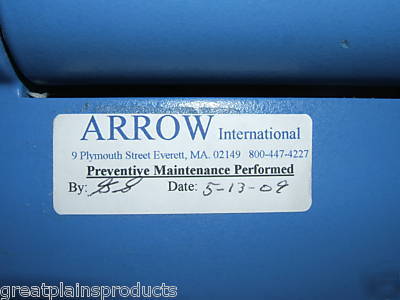 ARROW International
9 Plymouth Street Everett, MA. 02149 800-447-4227
Preventive Maintenance Performed
By: Date: 5-13-08
greatplainsproducts